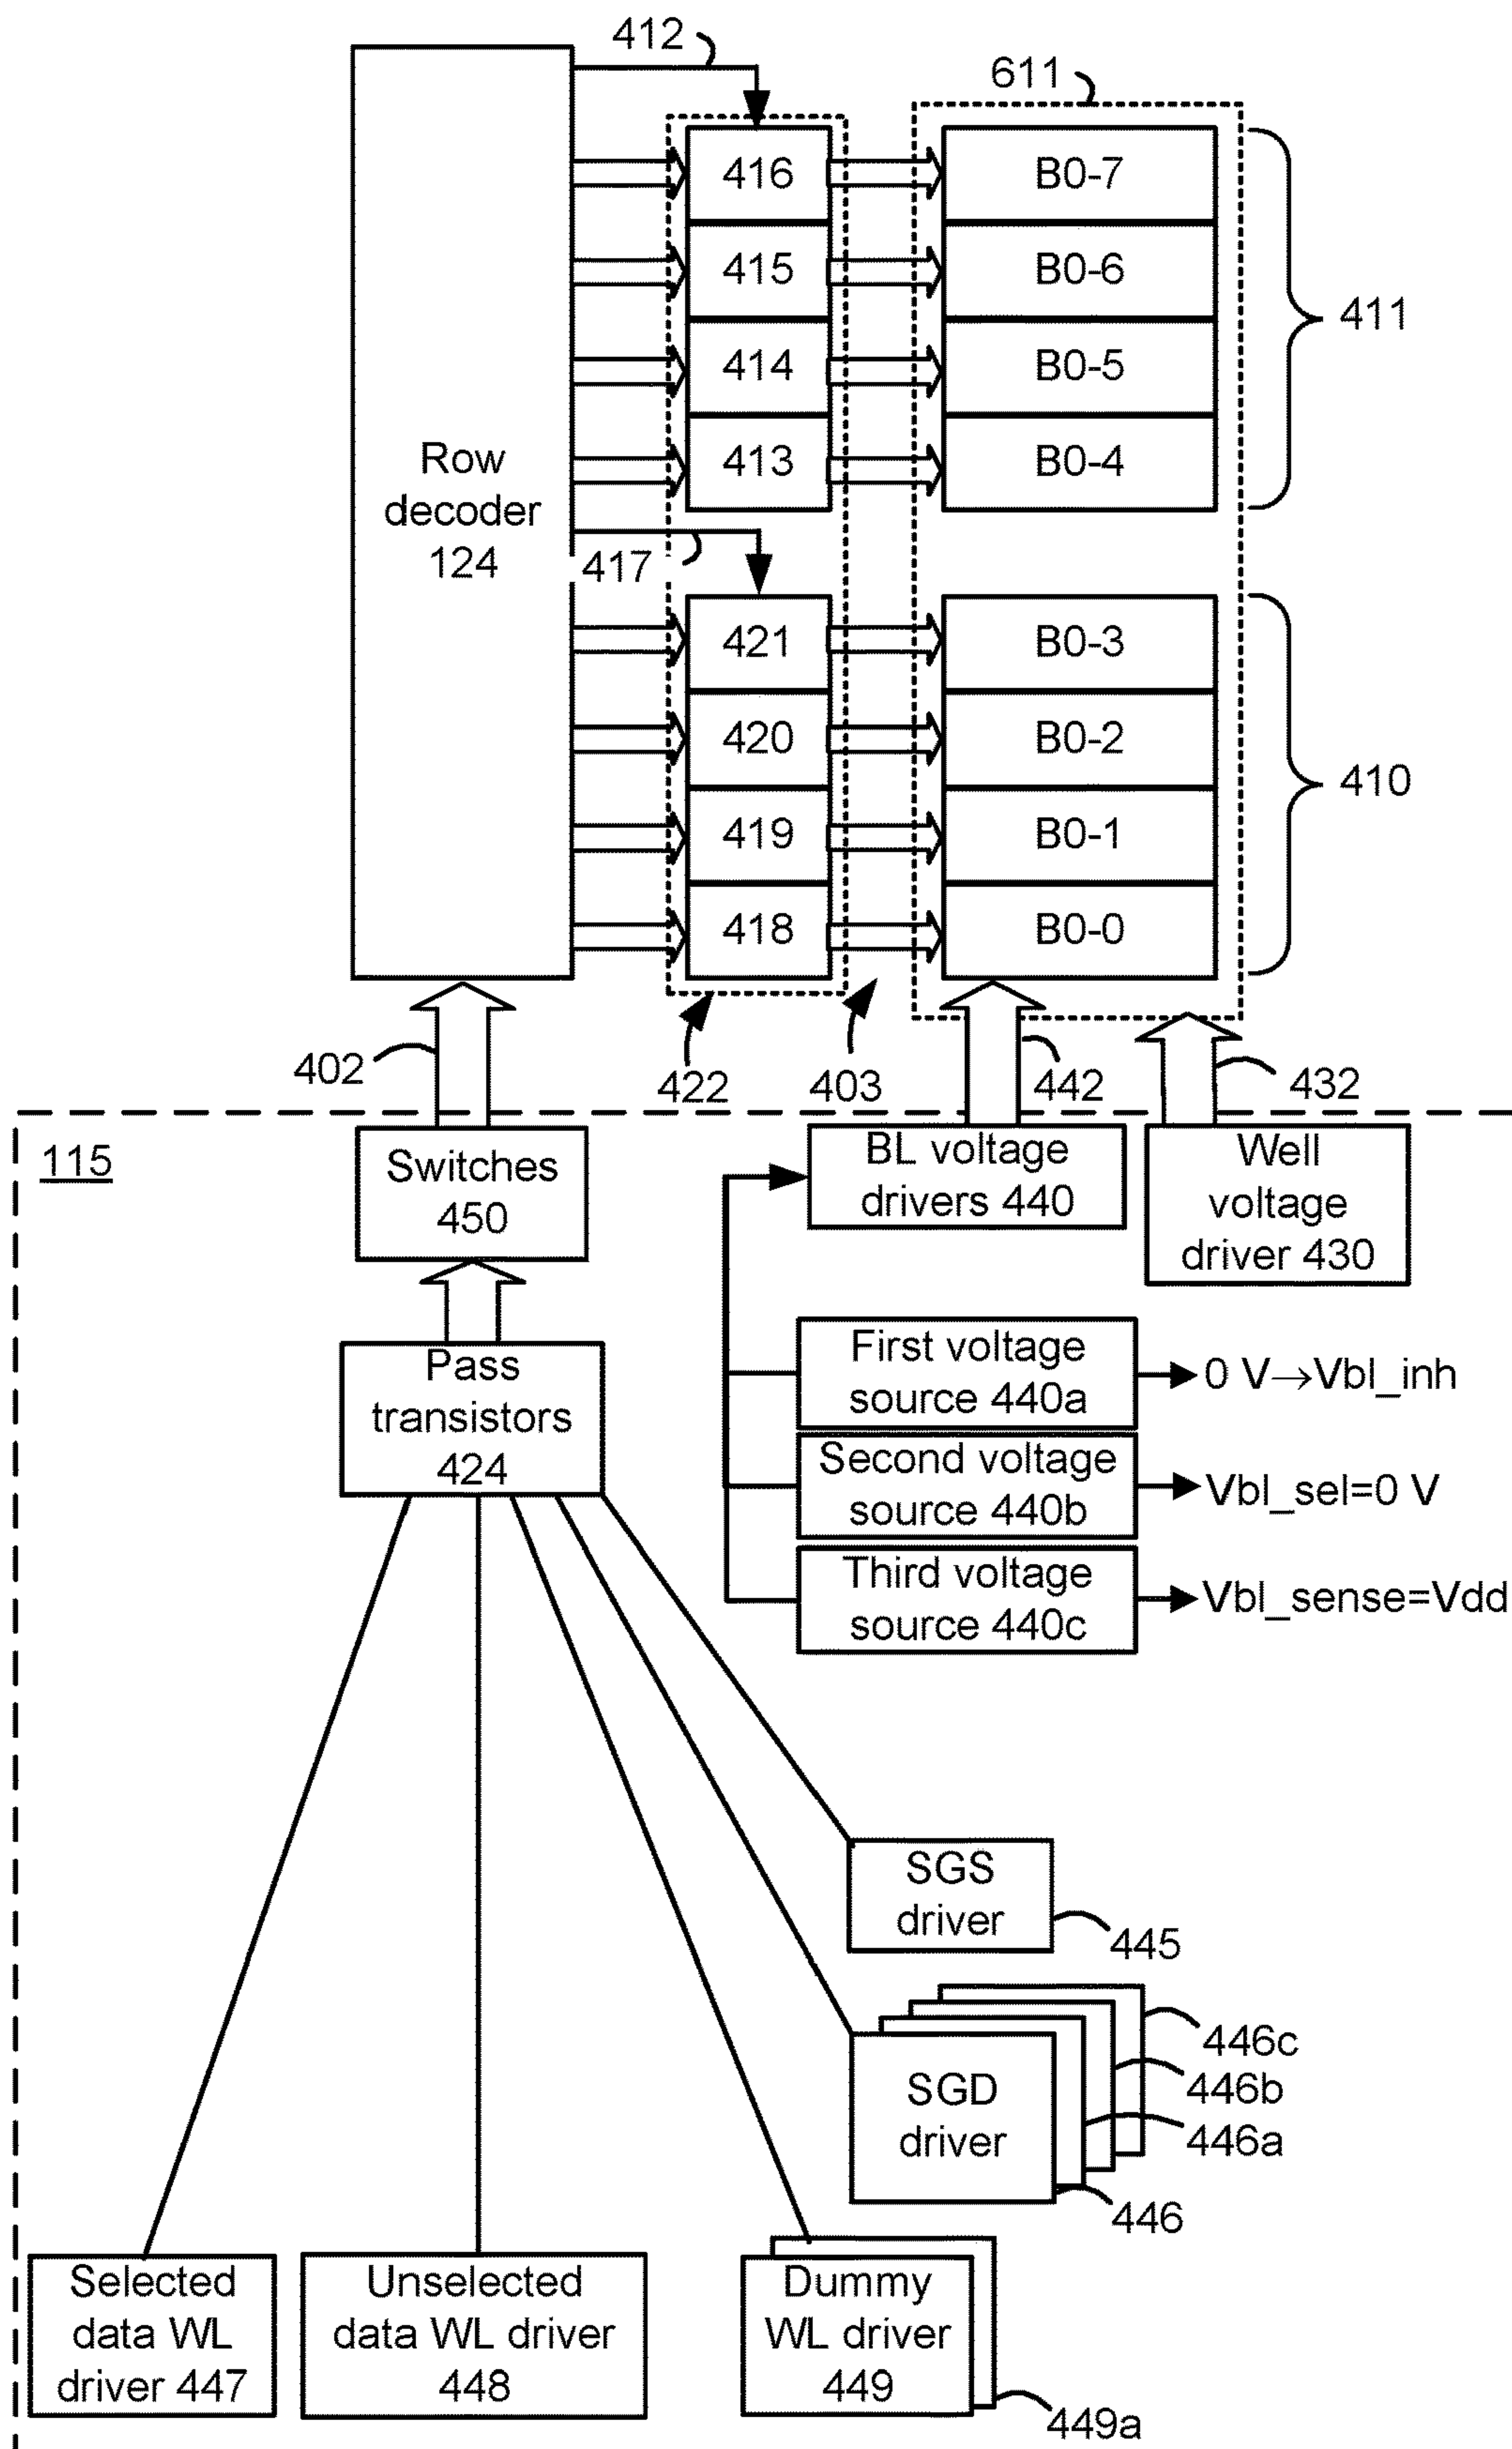 412
611
416
B0-7
415
B0-6
411
414
B0-5
413
B0-4
Row
decoder
124
417
421
B0-3
420
B0-2
410
419
B0-1
418
B0-0
402
422
403
442
432
115
Switches
450
BL voltage
drivers 440
Well
voltage
driver 430
Pass
transistors
424
First voltage
source 440a
0 V→Vbl_inh
Second voltage
source 440b
Vbl_sel=0 V
Third voltage
source 440c
Vbl_sense=Vdd
SGS
driver
445
446c
446b
446a
SGD
driver
446
Selected
data WL
driver 447
Unselected
data WL driver
448
Dummy
WL driver
449
449a